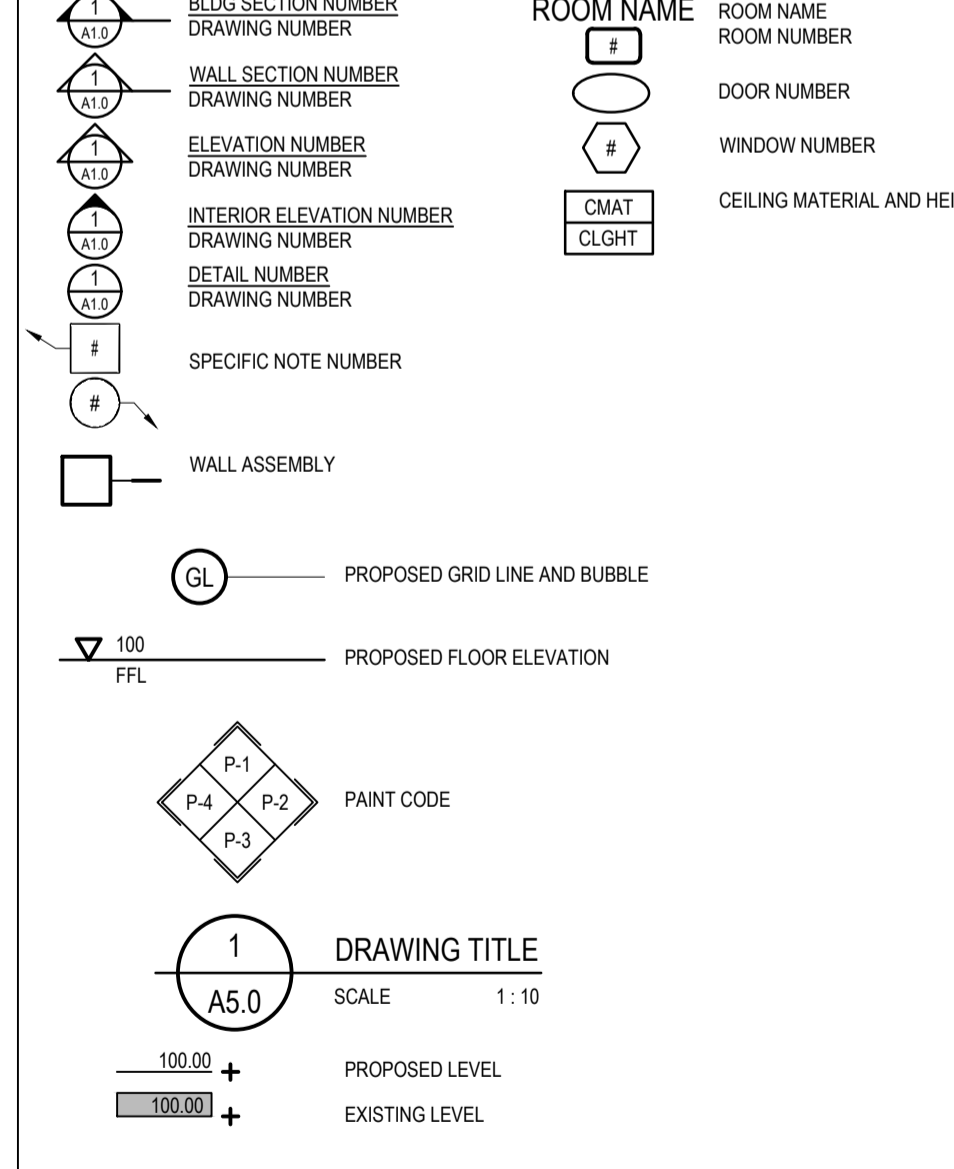 1
A1.0
BLDG SECTION NUMBER
DRAWING NUMBER
1
A1.0
WALL SECTION NUMBER
DRAWING NUMBER
1
A1.0
ELEVATION NUMBER
DRAWING NUMBER
1
A1.0
INTERIOR ELEVATION NUMBER
DRAWING NUMBER
1
A1.0
DETAIL NUMBER
DRAWING NUMBER
#
SPECIFIC NOTE NUMBER
#
WALL ASSEMBLY
GL
PROPOSED GRID LINE AND BUBBLE
100
FFL
PROPOSED FLOOR ELEVATION
P-1
P-4 P-2
P-3
PAINT CODE
1
A5.0
DRAWING TITLE
SCALE 1 : 10
100.00
PROPOSED LEVEL
100.00
EXISTING LEVEL
ROOM NAME
#
ROOM NAME
ROOM NUMBER
DOOR NUMBER
#
WINDOW NUMBER
CMAT
CLGHT
CEILING MATERIAL AND HEI